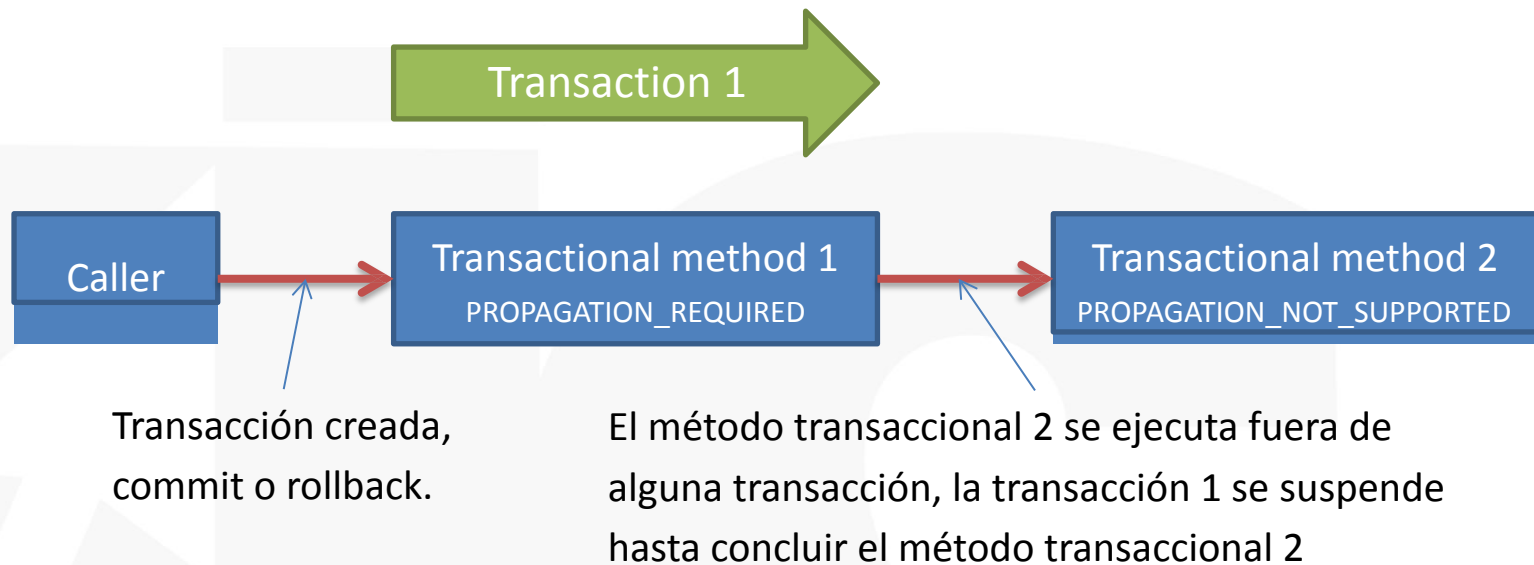 Transaction 1
Caller
Transactional method 1
PROPAGATION_REQUIRED
Transactional method 2
PROPAGATION_NOT_SUPPORTED
Transacción creada,
commit o rollback.
El método transaccional 2 se ejecuta fuera de
alguna transacción, la transacción 1 se suspende
hasta concluir el método transaccional 2